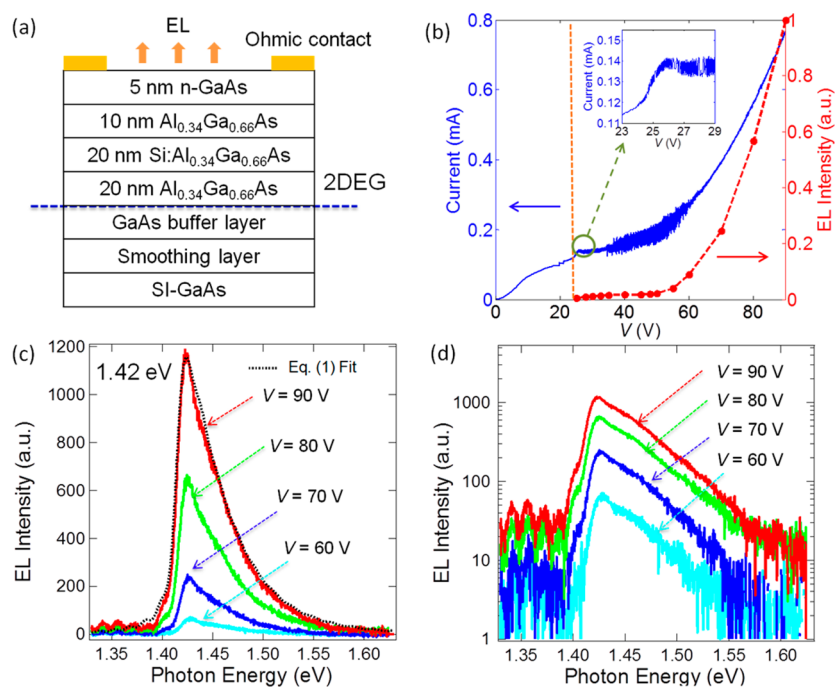 (a)
EL
Ohmic contact
5 nm n-GaAs
10 nm Al0.34Ga0.66As
20 nm Si:Al0.34Ga0.66As
20 nm Al0.34Ga0.66As
2DEG
GaAs buffer layer
Smoothing layer
SI-GaAs
(b)
0.8
0.6
0.4
0.2
0
Current (mA)
0 20 40 60 80
V (V)
1
0.8
0.6
0.4
0.2
0
EL Intensity (a.u.)
0.15
0.14
0.13
0.12
0.11
Current (mA)
23 25 27 29
V (V)
(c)
1200
1000
800
600
400
200
0
EL Intensity (a.u.)
1.42 eV
Eq. (1) Fit
V = 90 V
V = 80 V
V = 70 V
V = 60 V
1.35 1.40 1.45 1.50 1.55 1.60
Photon Energy (eV)
(d)
1000
100
10
1
EL Intensity (a.u.)
V = 90 V
V = 80 V
V = 70 V
V = 60 V
1.35 1.40 1.45 1.50 1.55 1.60
Photon Energy (eV)